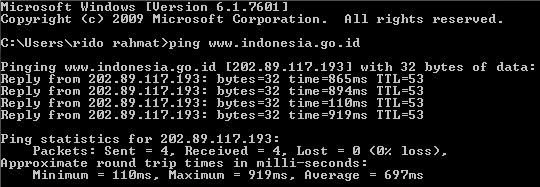 Microsoft Windows [Version 6.1.7601]
Copyright (c) 2009 Microsoft Corporation.  All rights reserved.
C:\Users\rido rahmat>ping www.indonesia.go.id
Pinging www.indonesia.go.id [202.89.117.193] with 32 bytes of data:
Reply from 202.89.117.193: bytes=32 time=865ms TTL=53
Reply from 202.89.117.193: bytes=32 time=894ms TTL=53
Reply from 202.89.117.193: bytes=32 time=110ms TTL=53
Reply from 202.89.117.193: bytes=32 time=919ms TTL=53
Ping statistics for 202.89.117.193:
    Packets: Sent = 4, Received = 4, Lost = 0 (0% loss),
Approximate round trip times in milli-seconds:
    Minimum = 110ms, Maximum = 919ms, Average = 697ms